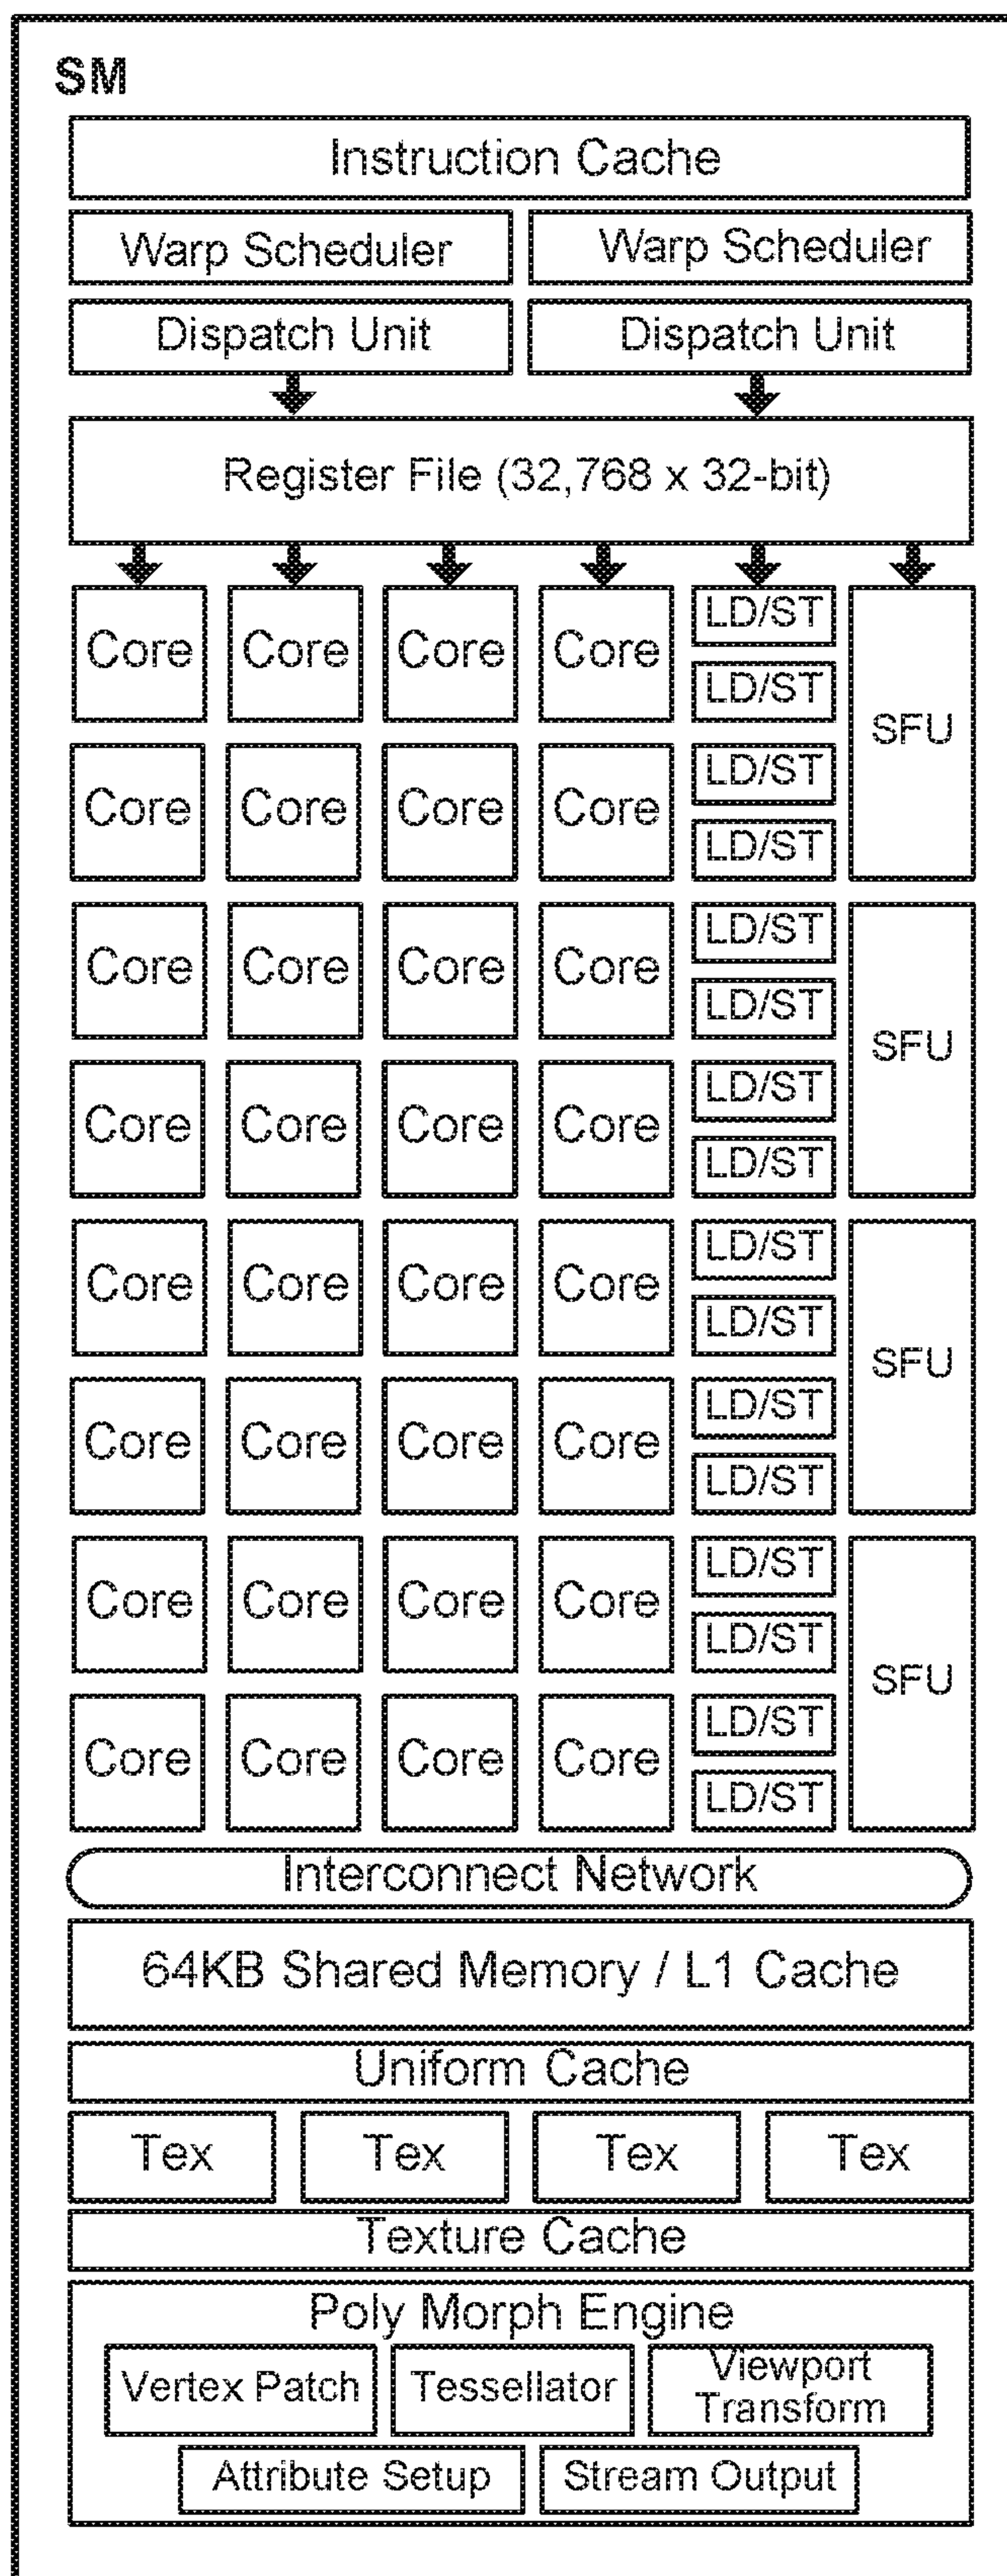 SM
Instruction Cache
Warp Scheduler Warp Scheduler
Dispatch Unit Dispatch Unit
Register File (32,768 x 32-bit)
Core Core Core Core LD/ST SFU
LD/ST
Core Core Core Core LD/ST
LD/ST
Core Core Core Core LD/ST SFU
LD/ST
Core Core Core Core LD/ST
LD/ST
Core Core Core Core LD/ST SFU
LD/ST
Core Core Core Core LD/ST
LD/ST
Core Core Core Core LD/ST SFU
LD/ST
Core Core Core Core LD/ST
LD/ST
Interconnect Network
64KB Shared Memory / L1 Cache
Uniform Cache
Tex Tex Tex Tex
Texture Cache
Poly Morph Engine
Vertex Patch Tessellator Viewport
Transform
Attribute Setup Stream Output